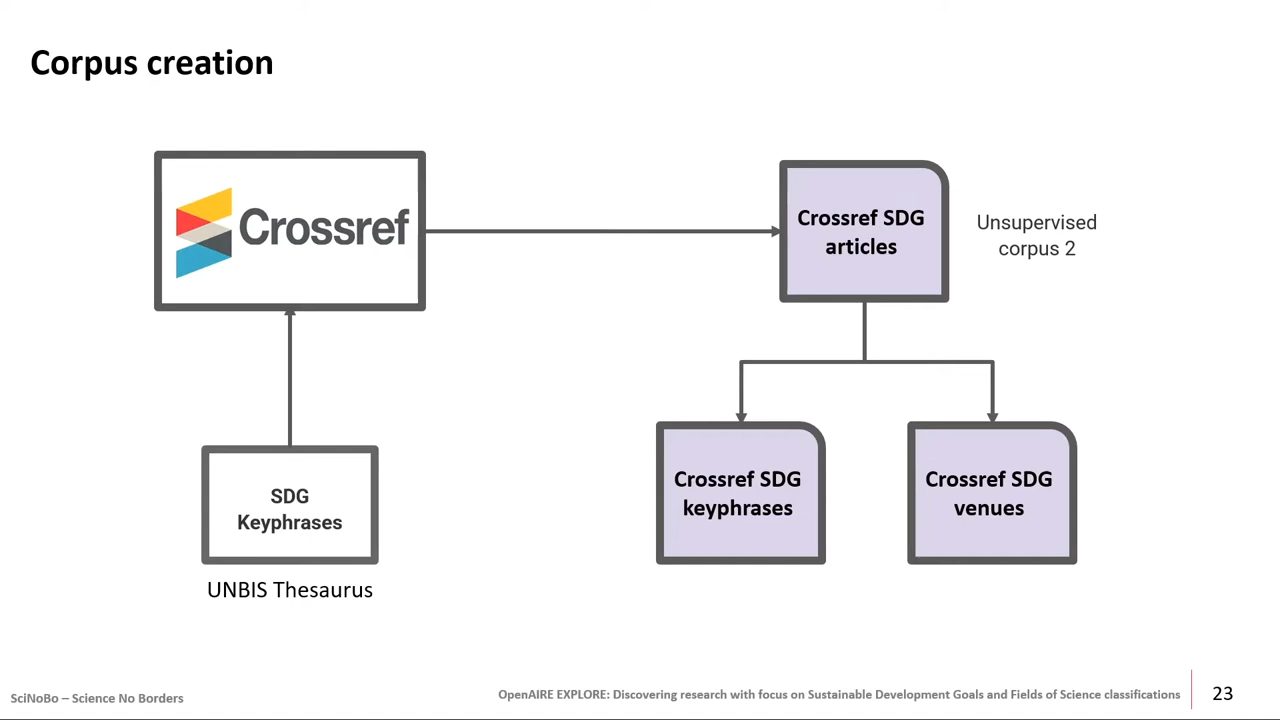 Corpus creation
Crossref
Crossref SDG
articles
Unsupervised
corpus 2
SDG
Keyphrases
UNBIS Thesaurus
Crossref SDG
keyphrases
Crossref SDG
venues
SciNoBo – Science No Borders
OpenAIRE EXPLORE: Discovering research with focus on Sustainable Development Goals and Fields of Science classifications
23